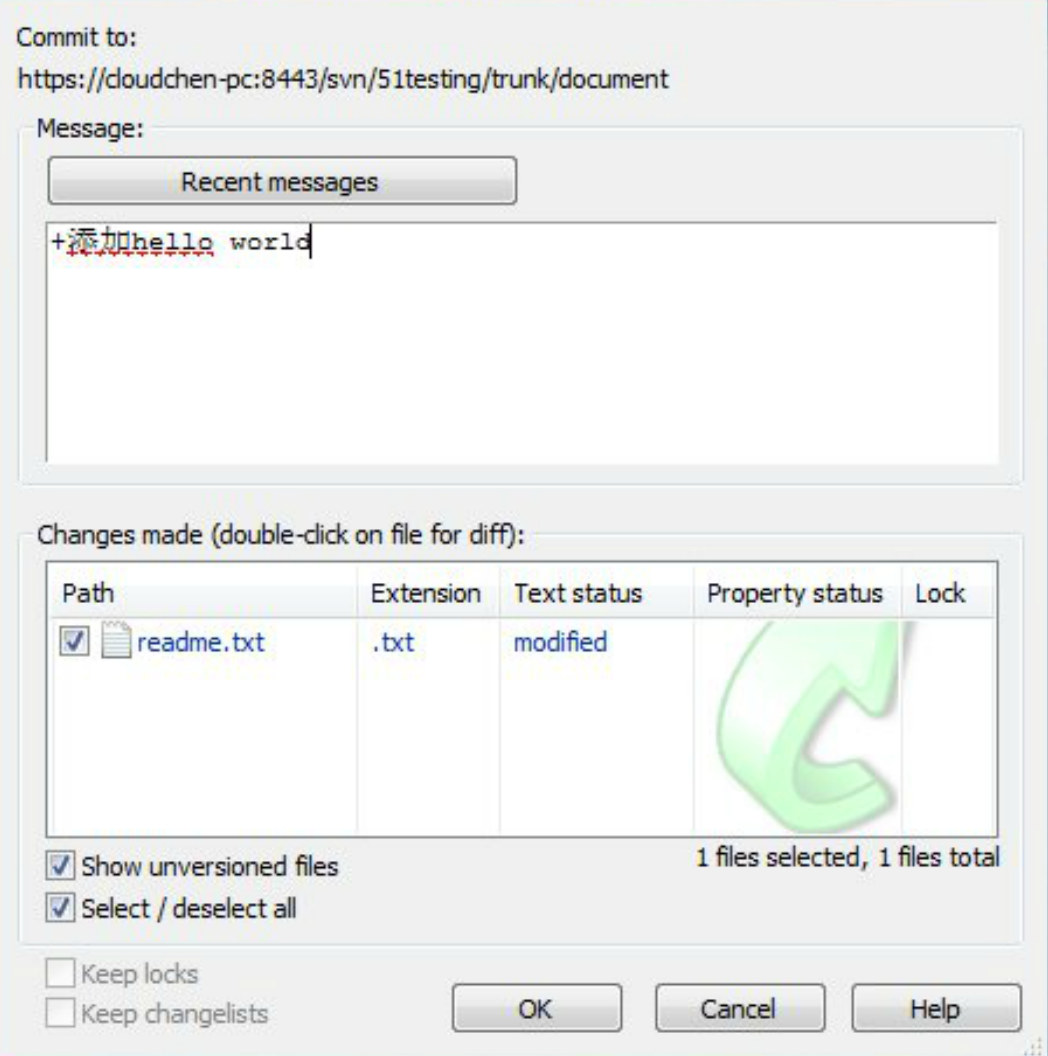 Commit to:
https://cloudchen-pc:8443/svn/51testing/trunk/document
Message:
Recent messages
+添加hello world
Changes made (double-click on file for diff):
Path Extension Text status Property status Lock
readme.txt .txt modified
Show unversioned files
1 files selected, 1 files total
Select / deselect all
Keep locks
Keep changelists
OK Cancel Help